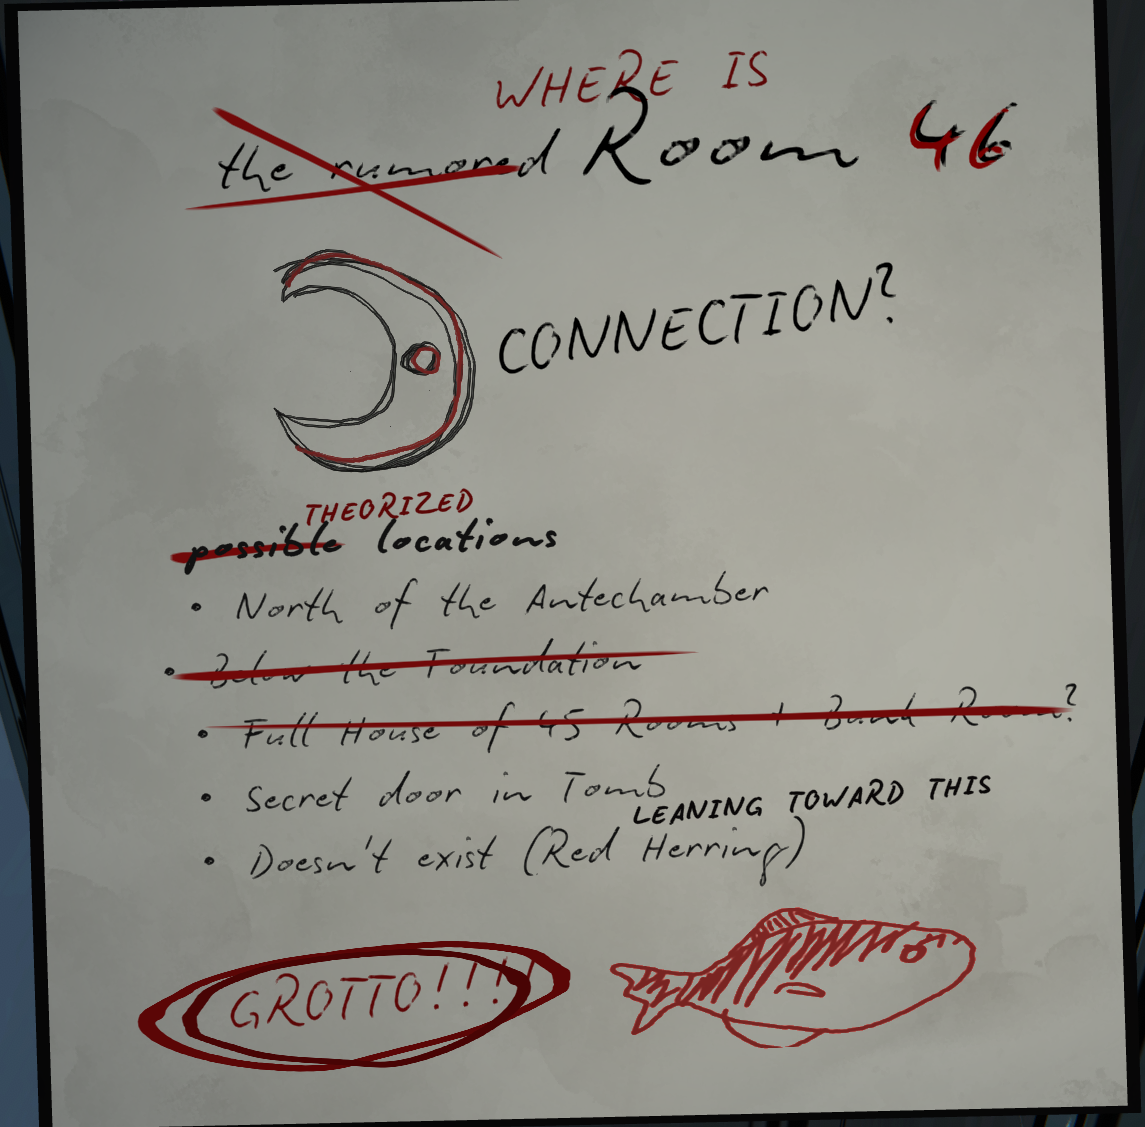 WHERE IS
the rumored Room 46
CONNECTION?
THEORIZED
possible locations
• North of the Antechamber
• Below the Foundation
• Full House of 45 Rooms + Bunk Room?
• Secret door in Tomb
LEANING TOWARD THIS
• Doesn't exist (Red Herring)
GROTTO!!!!